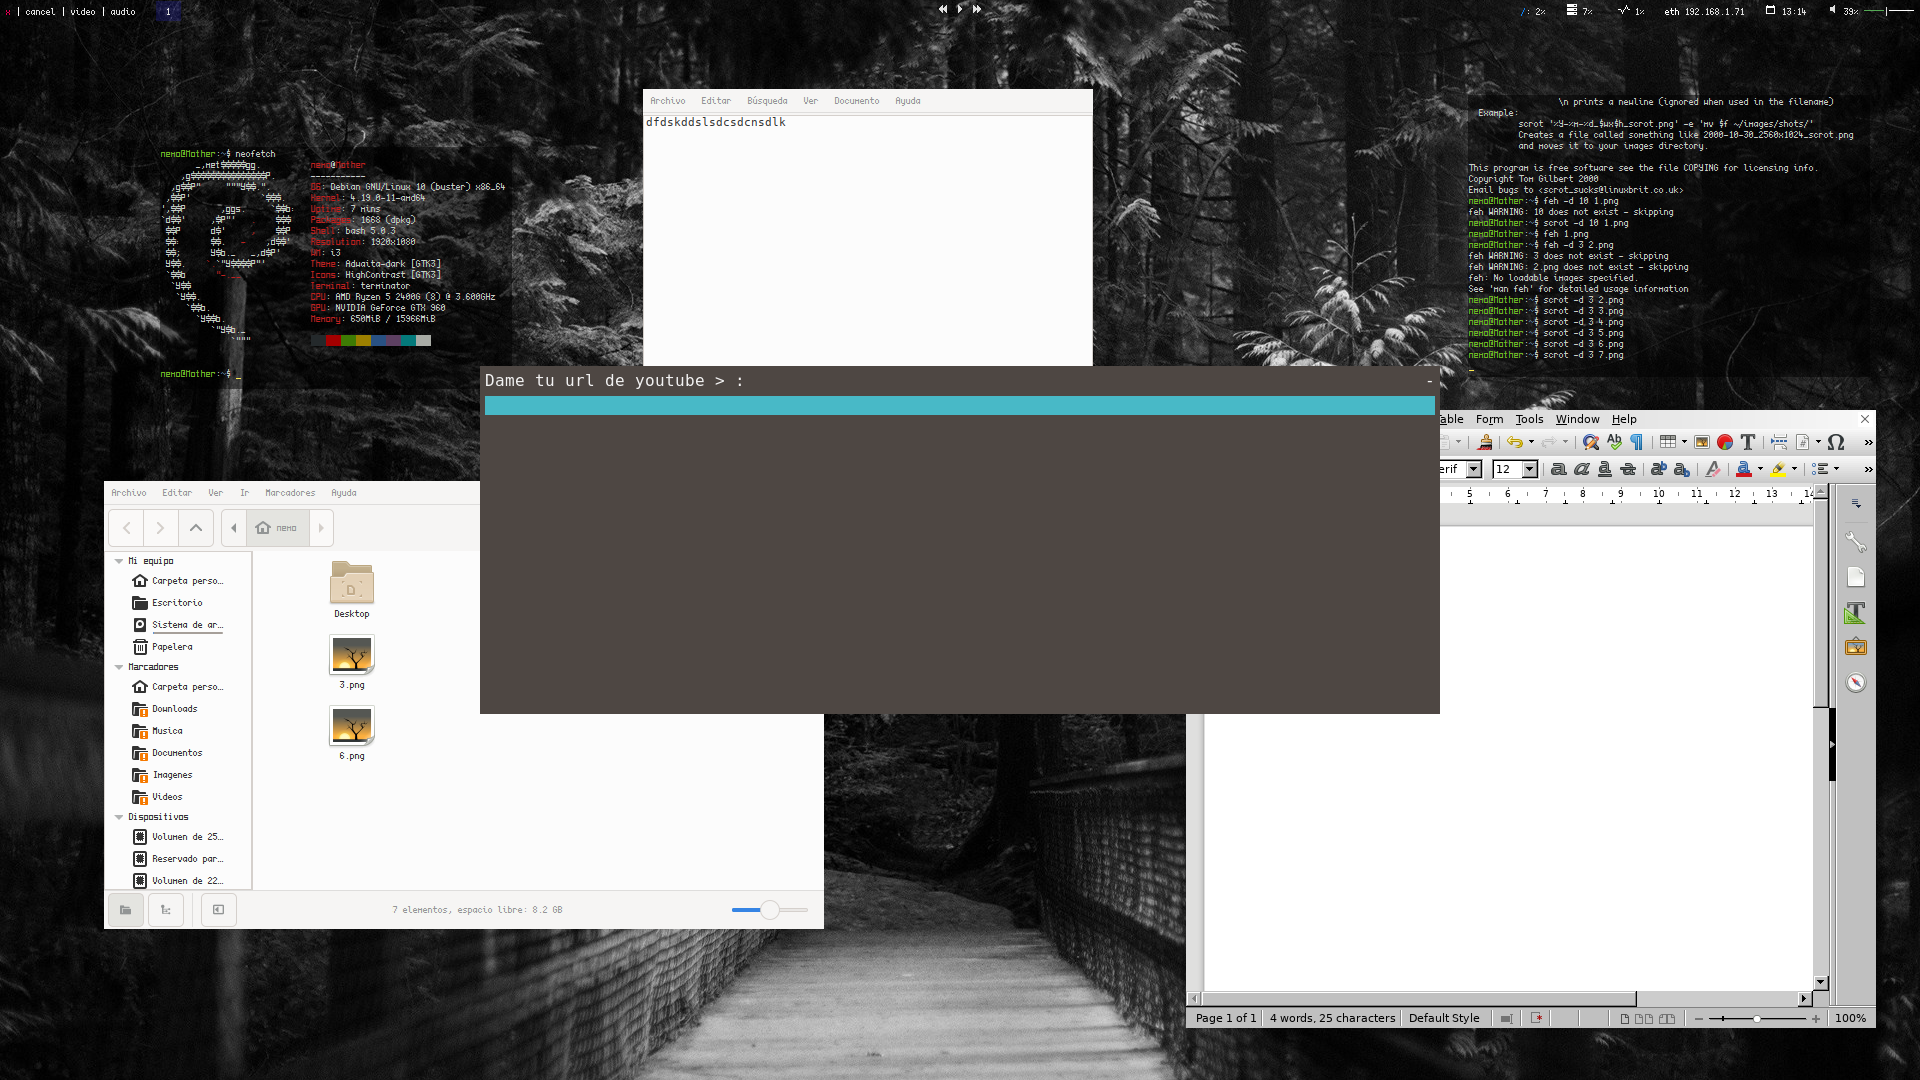 x | cancel | video | audio
1
/: 2%
7%
1%
eth 192.168.1.71
13:14
39%
nemo@Mother:~$ neofetch
nemo@Mother
-----------
OS: Debian GNU/Linux 10 (buster) x86_64
Kernel: 4.19.0-11-amd64
Uptime: 7 mins
Packages: 1668 (dpkg)
Shell: bash 5.0.3
Resolution: 1920x1080
WM: i3
Theme: Adwaita-dark [GTK3]
Icons: HighContrast [GTK3]
Terminal: terminator
CPU: AMD Ryzen 5 2400G (8) @ 3.600GHz
GPU: NVIDIA GeForce GTX 960
Memory: 650MiB / 15966MiB
nemo@Mother:~$ _
Archivo Editar Búsqueda Ver Documento Ayuda
dfdskddslsdcsdcnsdlk
\n prints a newline (ignored when used in the filename)
Example:
scrot '%Y-%m-%d_$wx$h_scrot.png' -e 'mv $f ~/images/shots/'
Creates a file called something like 2000-10-30_2560x1024_scrot.png
and moves it to your images directory.
This program is free software see the file COPYING for licensing info.
Copyright Tom Gilbert 2000
Email bugs to <scrot_sucks@linuxbrit.co.uk>
nemo@Mother:~$ feh -d 10 1.png
feh WARNING: 10 does not exist - skipping
nemo@Mother:~$ scrot -d 10 1.png
nemo@Mother:~$ feh 1.png
nemo@Mother:~$ feh -d 3 2.png
feh WARNING: 3 does not exist - skipping
feh WARNING: 2.png does not exist - skipping
feh: No loadable images specified.
See 'man feh' for detailed usage information
nemo@Mother:~$ scrot -d 3 2.png
nemo@Mother:~$ scrot -d 3 3.png
nemo@Mother:~$ scrot -d 3 4.png
nemo@Mother:~$ scrot -d 3 5.png
nemo@Mother:~$ scrot -d 3 6.png
nemo@Mother:~$ scrot -d 3 7.png
Dame tu url de youtube > : -
Archivo Editar Ver Ir Marcadores Ayuda
nemo
Mi equipo
Carpeta perso...
Escritorio
Sistema de ar...
Papelera
Marcadores
Carpeta perso...
Downloads
Musica
Documentos
Imagenes
Videos
Dispositivos
Volumen de 25...
Reservado par...
Volumen de 22...
Desktop
3.png
6.png
7 elementos, espacio libre: 8.2 GB
able Form Tools Window Help
erif 12
5 6 7 8 9 10 11 12 13 14
Page 1 of 1 4 words, 25 characters Default Style 100%